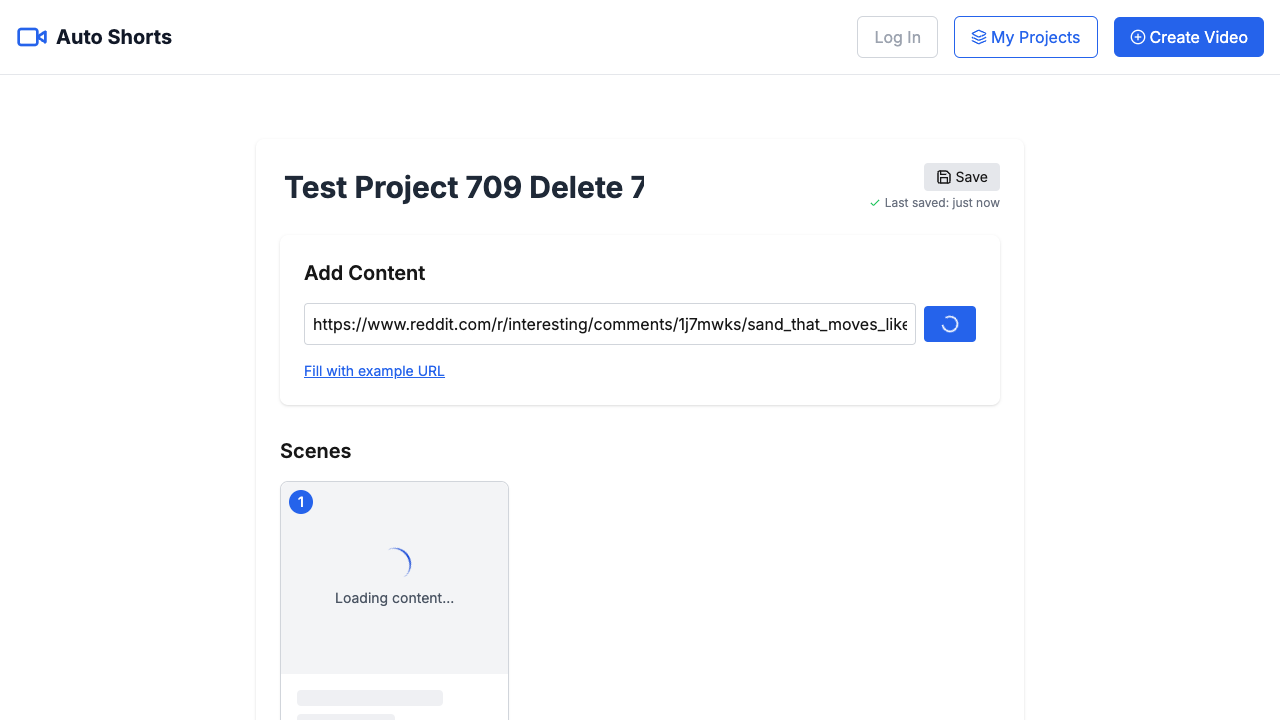 Auto Shorts
Log In
My Projects
Create Video
Test Project 709 Delete 7
Save
Last saved: just now
Add Content
https://www.reddit.com/r/interesting/comments/1j7mwks/sand_that_moves_like
Fill with example URL
Scenes
1
Loading content...